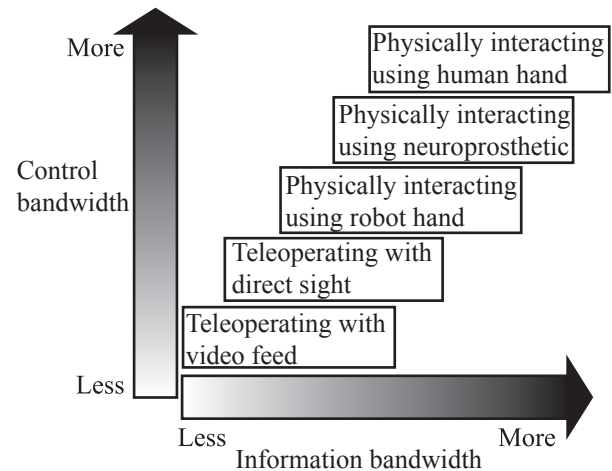 More
Physically interacting
using human hand
Physically interacting
using neuroprosthetic
Control
bandwidth
Physically interacting
using robot hand
Teleoperating with
direct sight
Teleoperating with
video feed
Less
Less
More
Information bandwidth